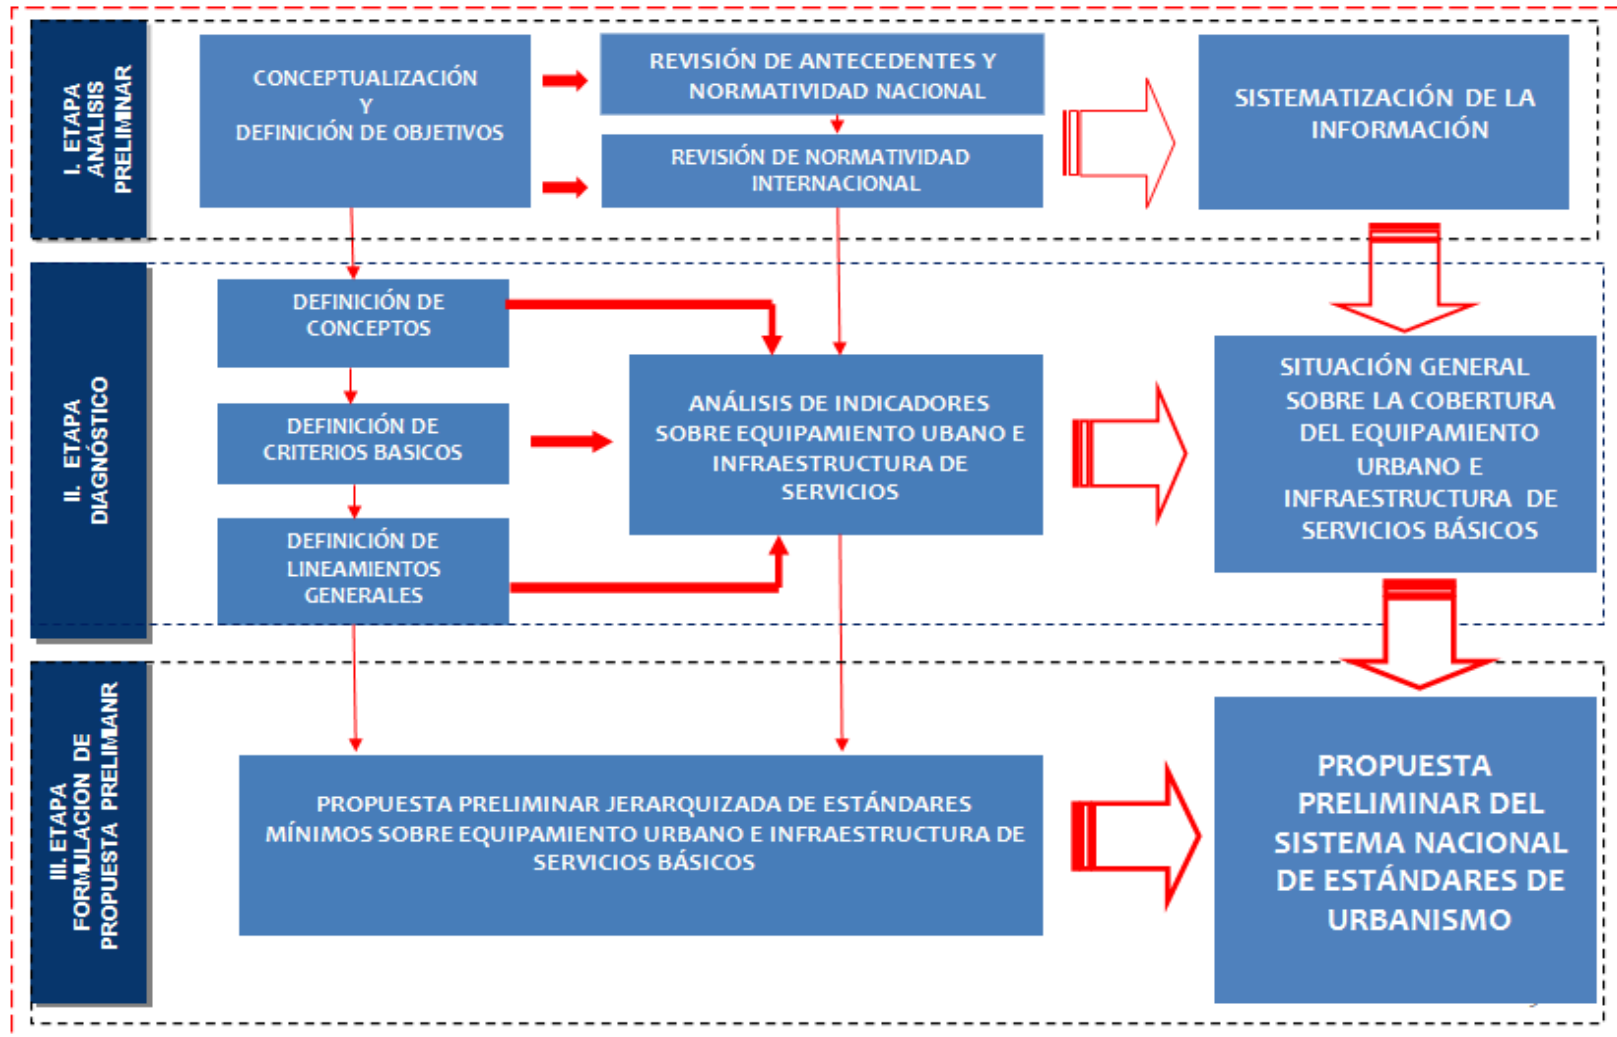 I. ETAPA
ANALISIS
PRELIMINAR
CONCEPTUALIZACIÓN
Y
DEFINICIÓN DE OBJETIVOS
REVISIÓN DE ANTECEDENTES Y
NORMATIVIDAD NACIONAL
REVISIÓN DE NORMATIVIDAD
INTERNACIONAL
SISTEMATIZACIÓN DE LA
INFORMACIÓN
II. ETAPA
DIAGNÓSTICO
DEFINICIÓN DE
CONCEPTOS
DEFINICIÓN DE
CRITERIOS BASICOS
DEFINICIÓN DE
LINEAMIENTOS
GENERALES
ANÁLISIS DE INDICADORES
SOBRE EQUIPAMIENTO UBANO E
INFRAESTRUCTURA DE
SERVICIOS
SITUACIÓN GENERAL
SOBRE LA COBERTURA
DEL EQUIPAMIENTO
URBANO E
INFRAESTRUCTURA DE
SERVICIOS BÁSICOS
III. ETAPA
FORMULACION DE
PROPUESTA PRELIMIANR
PROPUESTA PRELIMINAR JERARQUIZADA DE ESTÁNDARES
MÍNIMOS SOBRE EQUIPAMIENTO URBANO E INFRAESTRUCTURA DE
SERVICIOS BÁSICOS
PROPUESTA
PRELIMINAR DEL
SISTEMA NACIONAL
DE ESTÁNDARES DE
URBANISMO